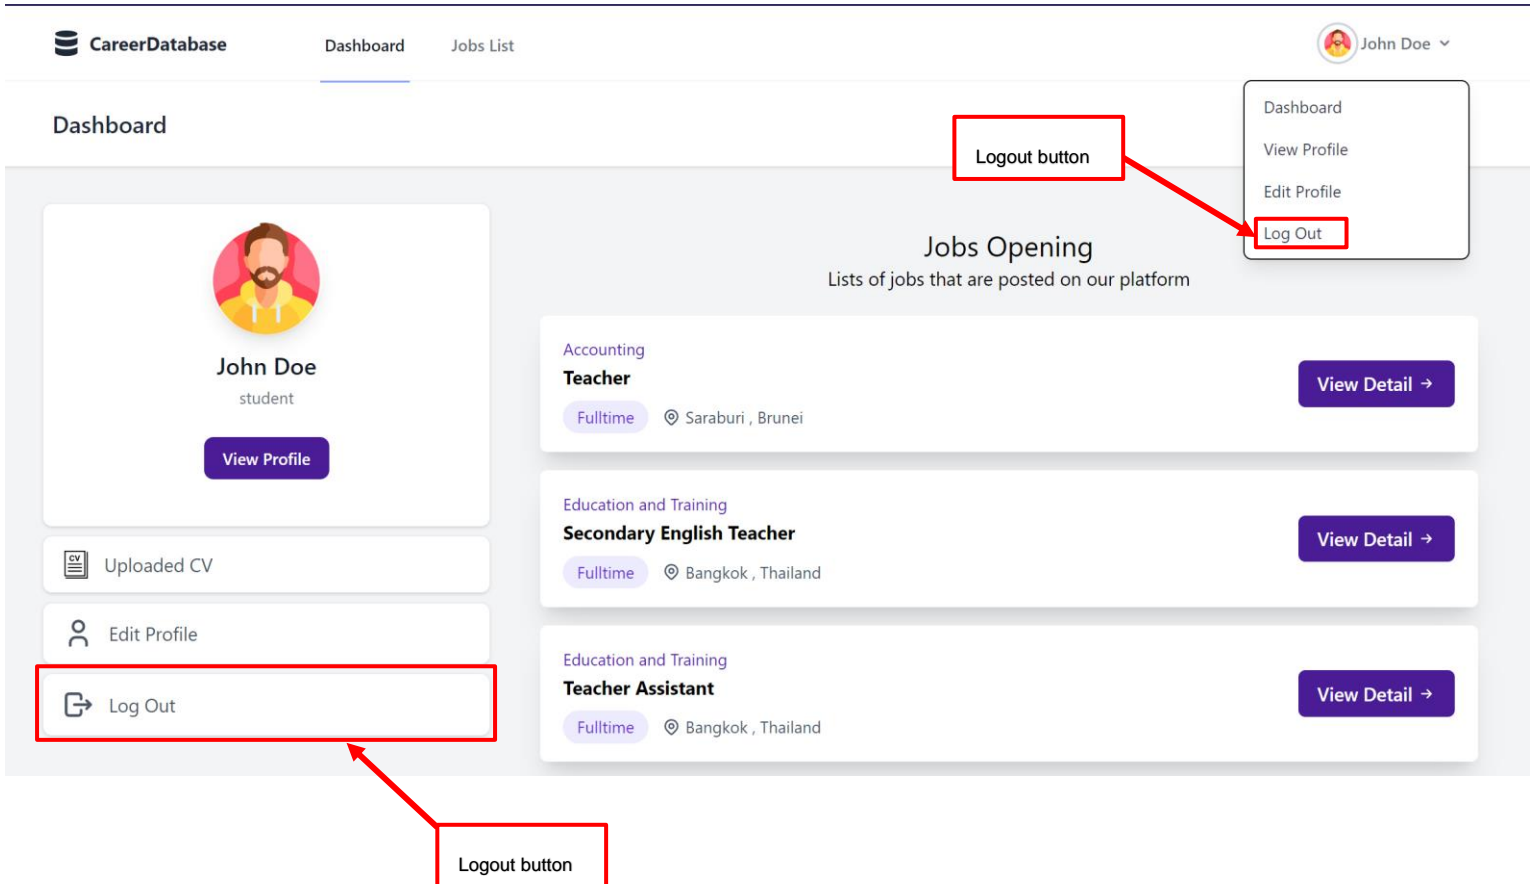 CareerDatabase
Dashboard
Jobs List
John Doe
Dashboard
View Profile
Edit Profile
Log Out
Dashboard
Logout button
John Doe
student
View Profile
CV
Uploaded CV
Edit Profile
Log Out
Jobs Opening
Lists of jobs that are posted on our platform
Accounting
Teacher
Fulltime
Saraburi , Brunei
View Detail →
Education and Training
Secondary English Teacher
Fulltime
Bangkok , Thailand
View Detail →
Education and Training
Teacher Assistant
Fulltime
Bangkok , Thailand
View Detail →
Logout button